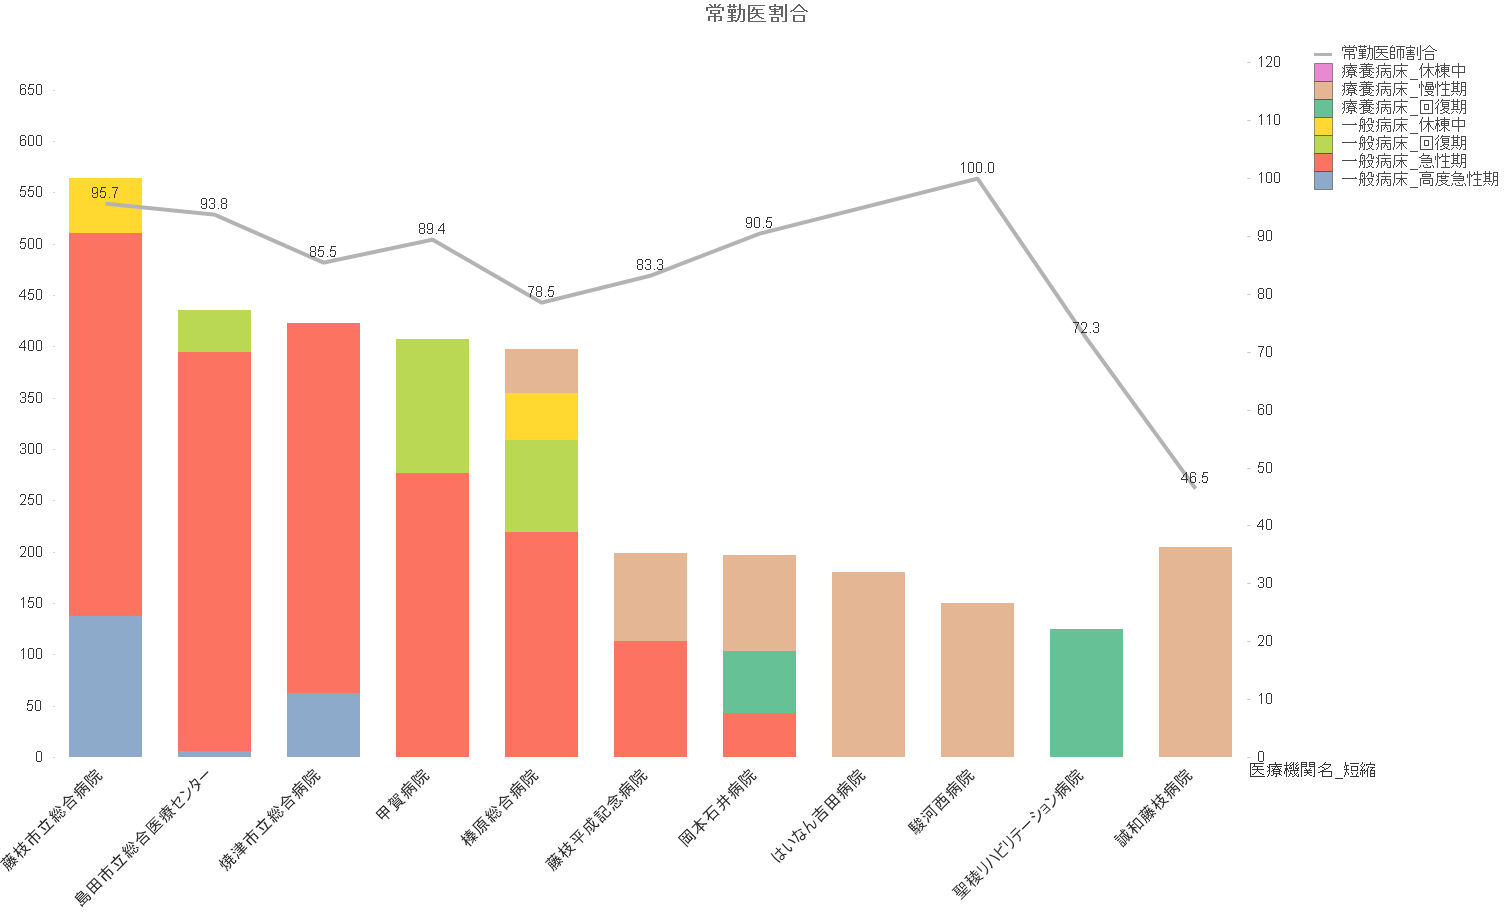 常勤医割合
常勤医師割合
療養病床_休棟中
療養病床_慢性期
療養病床_回復期
一般病床_休棟中
一般病床_回復期
一般病床_急性期
一般病床_高度急性期
650
600
550
500
450
400
350
300
250
200
150
100
50
0
120
110
100
90
80
70
60
50
40
30
20
10
0
95.7
93.8
85.5
89.4
78.5
83.3
90.5
100.0
72.3
46.5
医療機関名_短縮
藤枝市立総合病院
島田市立総合医療センター
焼津市立総合病院
甲賀病院
榛原総合病院
藤枝平成記念病院
岡本石井病院
はいなん吉田病院
駿河西病院
聖稜リハビリテーション病院
誠和藤枝病院